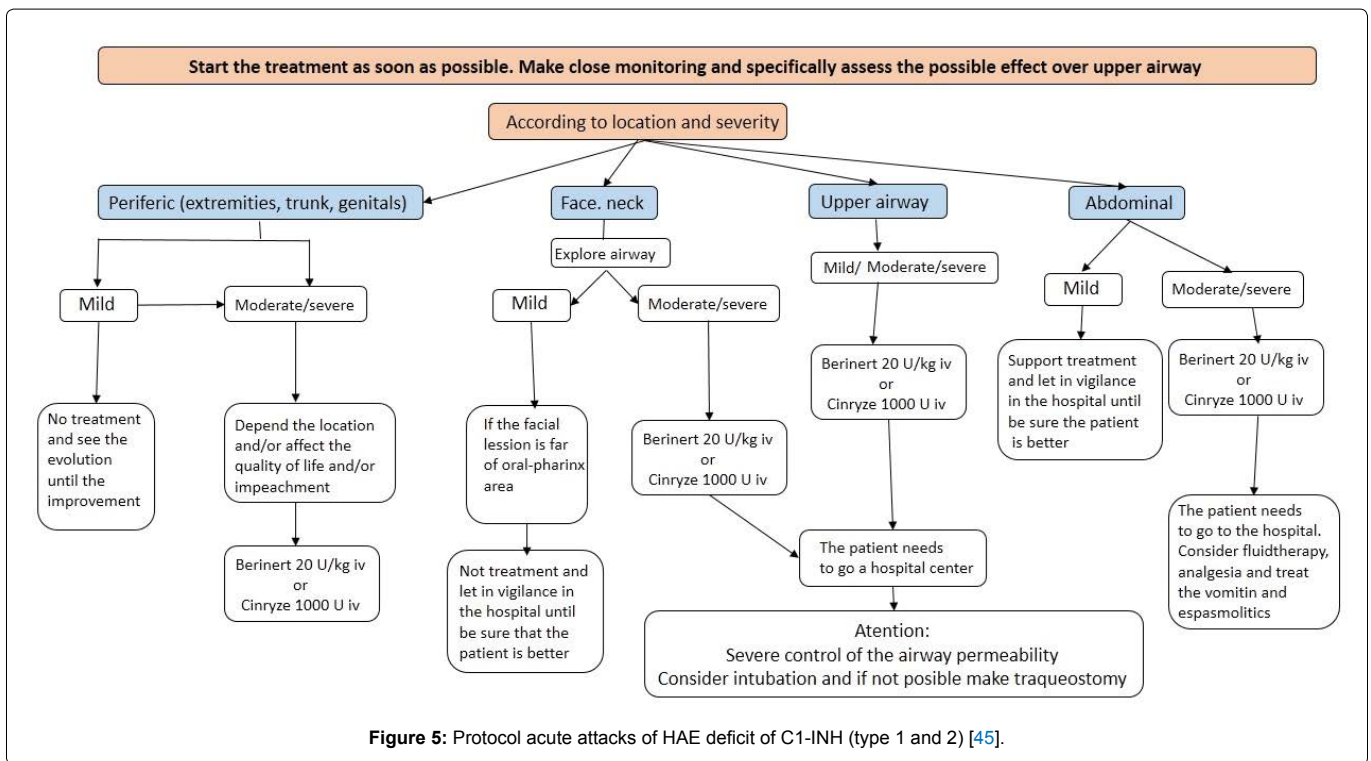 Start the treatment as soon as possible. Make close monitoring and specifically assess the possible effect over upper airway
According to location and severity
Periferic (extremities, trunk, genitals)
Face. neck
Upper airway
Abdominal
Explore airway
Mild/ Moderate/severe
Mild
Moderate/severe
Mild
Moderate/severe
Mild
Moderate/severe
No treatment
and see the
evolution
until the
improvement
Depend the location
and/or affect the
quality of life and/or
impeachment
Berinert 20 U/kg iv
or
Cinryze 1000 U iv
If the facial
lession is far
of oral-pharinx
area
Not treatment and
let in vigilance in
the hospital until
be sure that the
patient is better
Berinert 20 U/kg iv
or
Cinryze 1000 U iv
Berinert 20 U/kg iv
or
Cinryze 1000 U iv
The patient needs
to go a hospital center
Atention:
Severe control of the airway permeability
Consider intubation and if not posible make traqueostomy
Support treatment
and let in vigilance
in the hospital until
be sure the patient
is better
Berinert 20 U/kg iv
or
Cinryze 1000 U iv
The patient needs
to go to the hospital.
Consider fluidtherapy,
analgesia and treat
the vomitin and
espasmolitics
Figure 5: Protocol acute attacks of HAE deficit of C1-INH (type 1 and 2) [45].